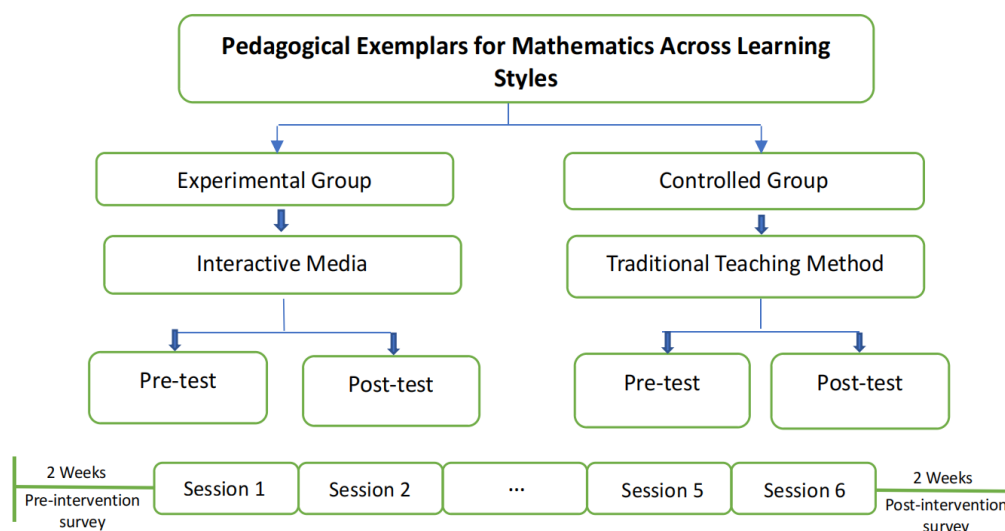 Pedagogical Exemplars for Mathematics Across Learning
Styles
Experimental Group
Controlled Group
Interactive Media
Traditional Teaching Method
Pre-test
Post-test
Pre-test
Post-test
2 Weeks
Pre-intervention
survey
Session 1
Session 2
...
Session 5
Session 6
2 Weeks
Post-intervention
survey